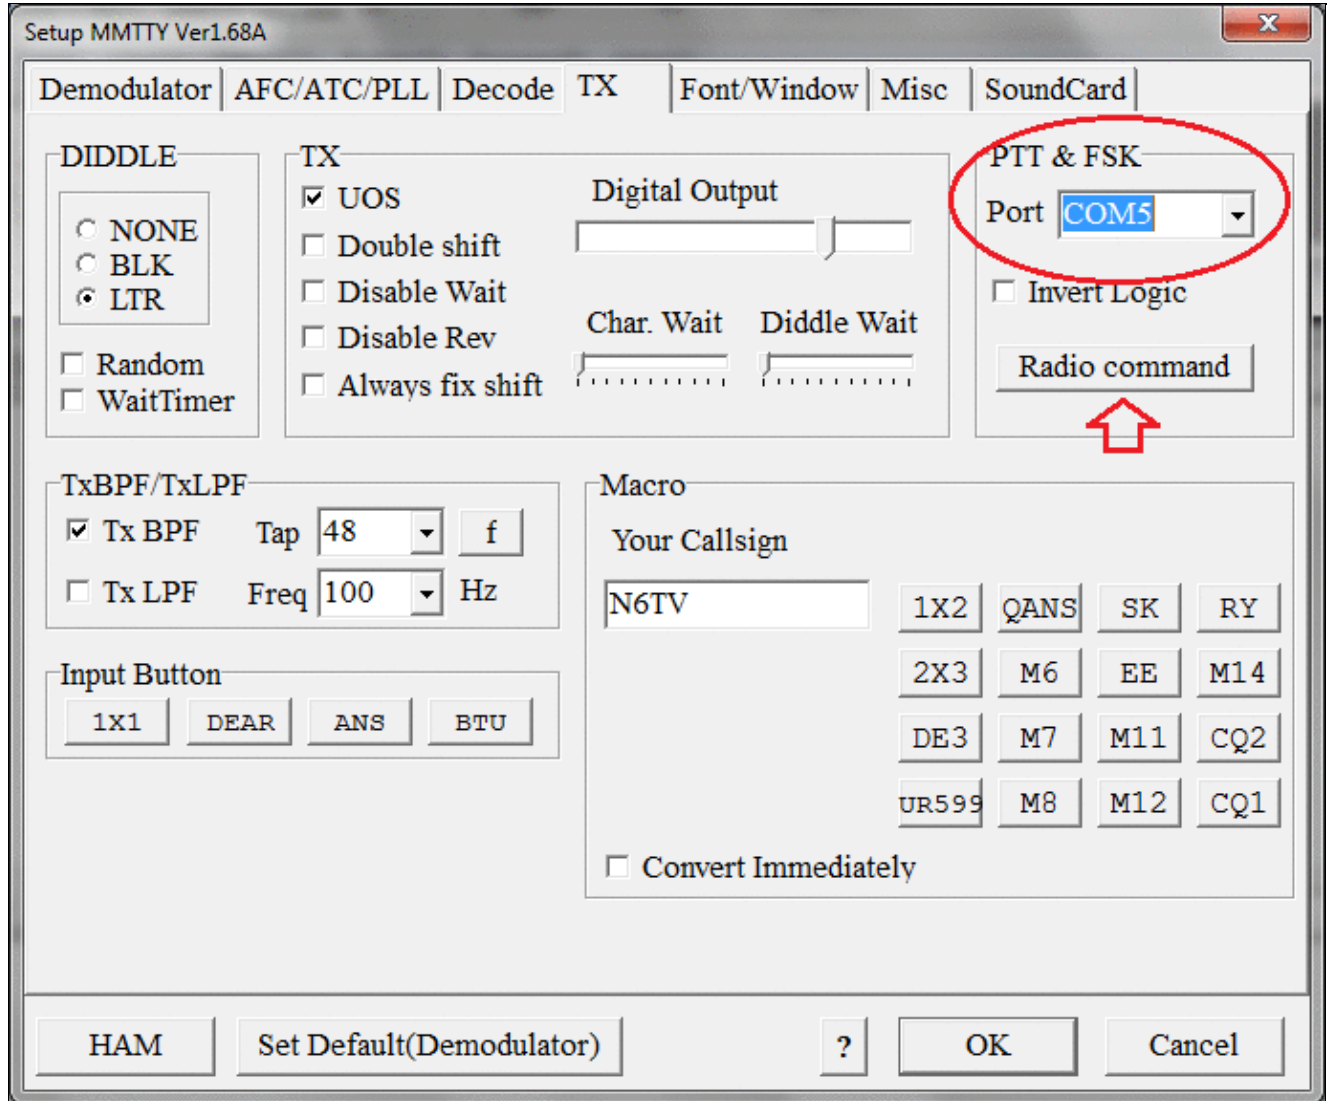 Setup MMTTY Ver1.68A
Demodulator AFC/ATC/PLL Decode TX Font/Window Misc SoundCard
DIDDLE
NONE
BLK
LTR
Random
WaitTimer
TX
UOS
Double shift
Disable Wait
Disable Rev
Always fix shift
Digital Output
Char. Wait Diddle Wait
PTT & FSK
Port COM5
Invert Logic
Radio command
TxBPF/TxLPF
Tx BPF Tap 48 f
Tx LPF Freq 100 Hz
Input Button
1X1 DEAR ANS BTU
Macro
Your Callsign
N6TV
1X2 QANS SK RY
2X3 M6 EE M14
DE3 M7 M11 CQ2
UR599 M8 M12 CQ1
Convert Immediately
HAM Set Default(Demodulator) ? OK Cancel